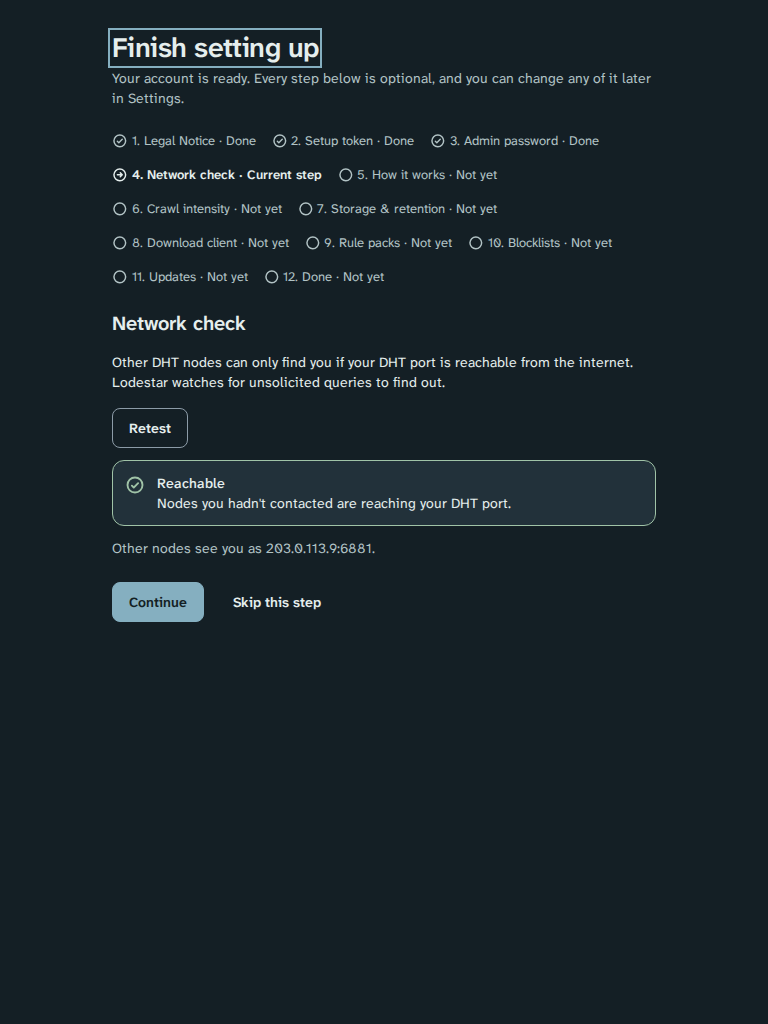 Finish setting up
Your account is ready. Every step below is optional, and you can change any of it later
in Settings.
1. Legal Notice · Done 2. Setup token · Done 3. Admin password · Done
4. Network check · Current step 5. How it works · Not yet
6. Crawl intensity · Not yet 7. Storage & retention · Not yet
8. Download client · Not yet 9. Rule packs · Not yet 10. Blocklists · Not yet
11. Updates · Not yet 12. Done · Not yet
Network check
Other DHT nodes can only find you if your DHT port is reachable from the internet.
Lodestar watches for unsolicited queries to find out.
Retest
Reachable
Nodes you hadn't contacted are reaching your DHT port.
Other nodes see you as 203.0.113.9:6881.
Continue Skip this step